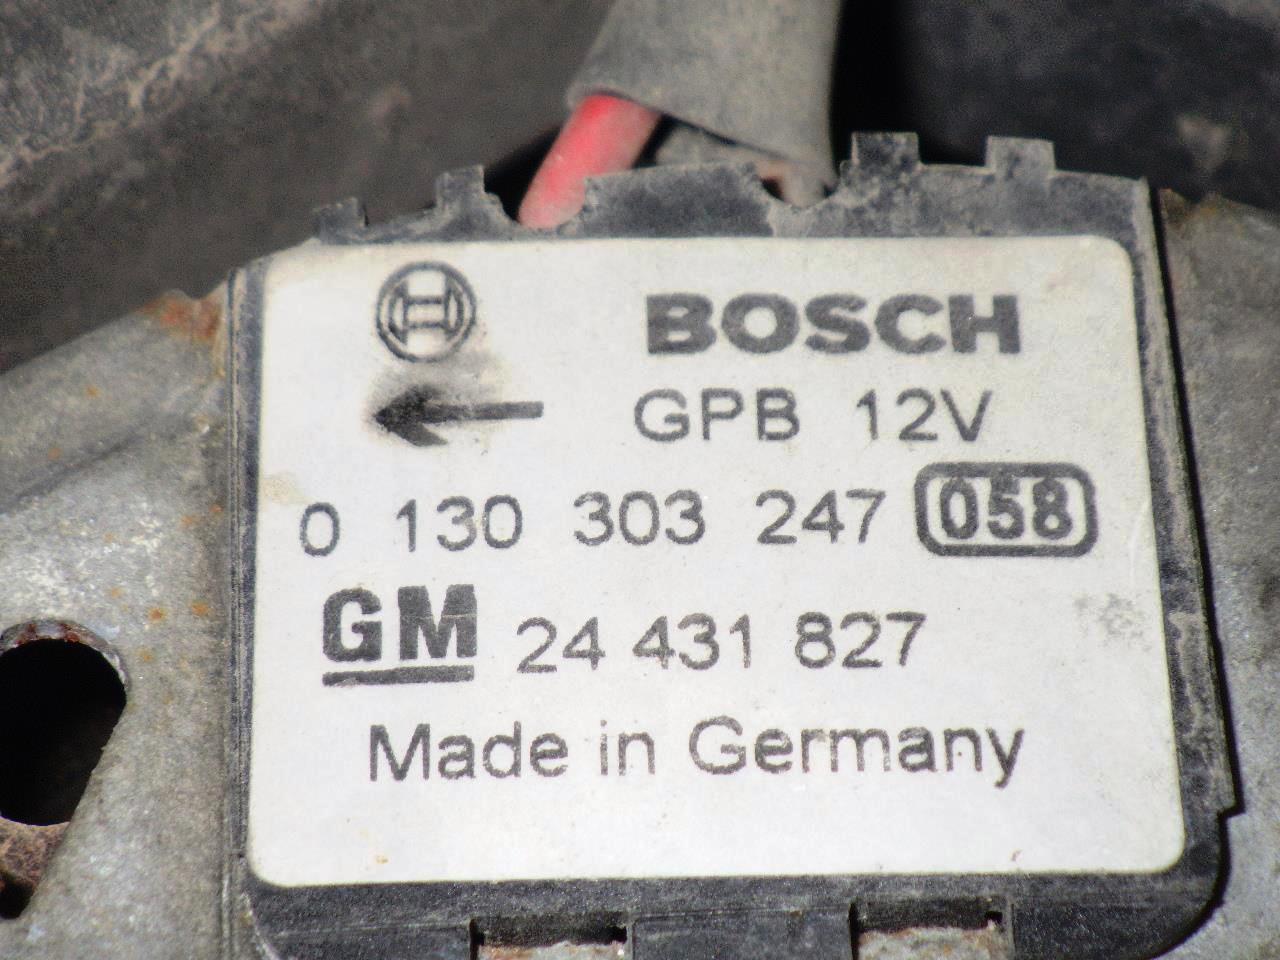 BOSCH
GPB 12V
0 130 303 247 058
GM 24 431 827
Made in Germany